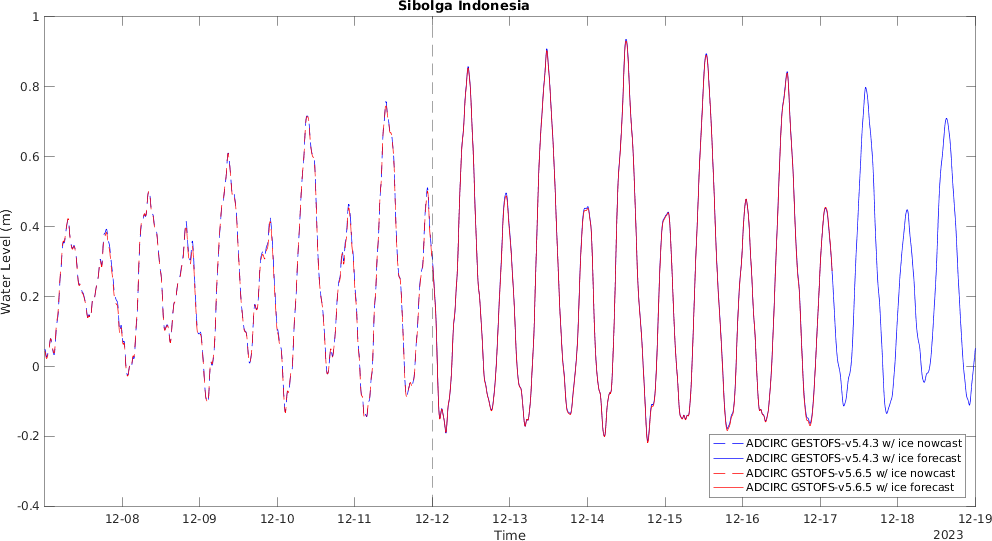 Sibolga Indonesia
1
0.8
0.6
0.4
0.2
0
-0.2
-0.4
Water Level (m)
ADCIRC GESTOFS-v5.4.3 w/ ice nowcast
ADCIRC GESTOFS-v5.4.3 w/ ice forecast
ADCIRC GSTOFS-v5.6.5 w/ ice nowcast
ADCIRC GSTOFS-v5.6.5 w/ ice forecast
12-08 12-09 12-10 12-11 12-12 12-13 12-14 12-15 12-16 12-17 12-18 12-19
Time
2023